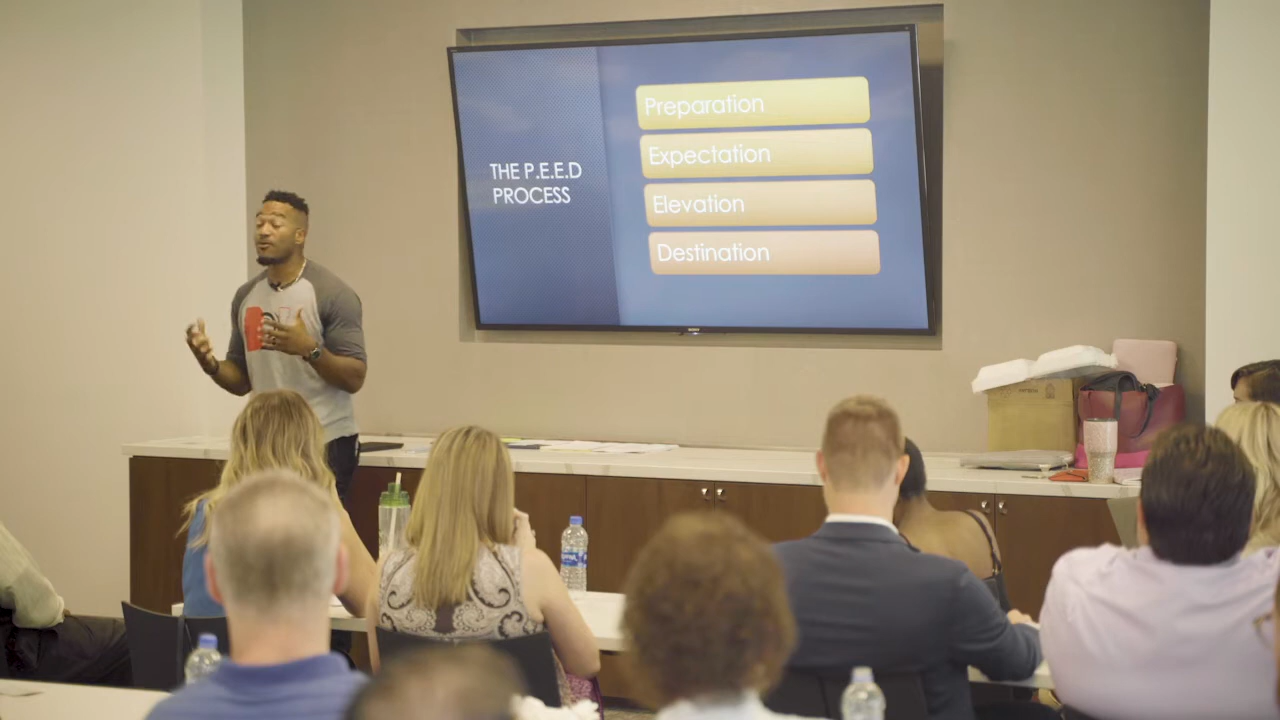 THE P.E.E.D
PROCESS
Preparation
Expectation
Elevation
Destination